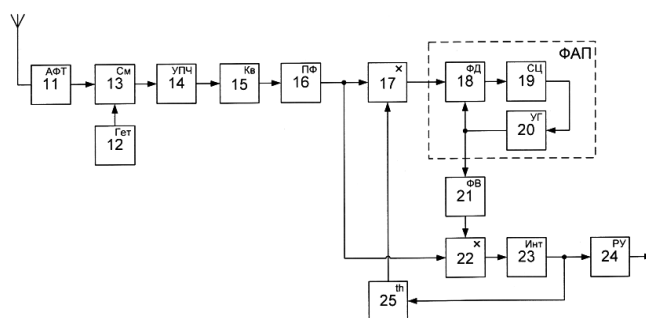 ФАП
АФТ
11
См
13
УПЧ
14
Кв
15
ПФ
16
×
17
ФД
18
СЦ
19
Гет
12
УГ
20
ФВ
21
×
22
Инт
23
РУ
24
th
25